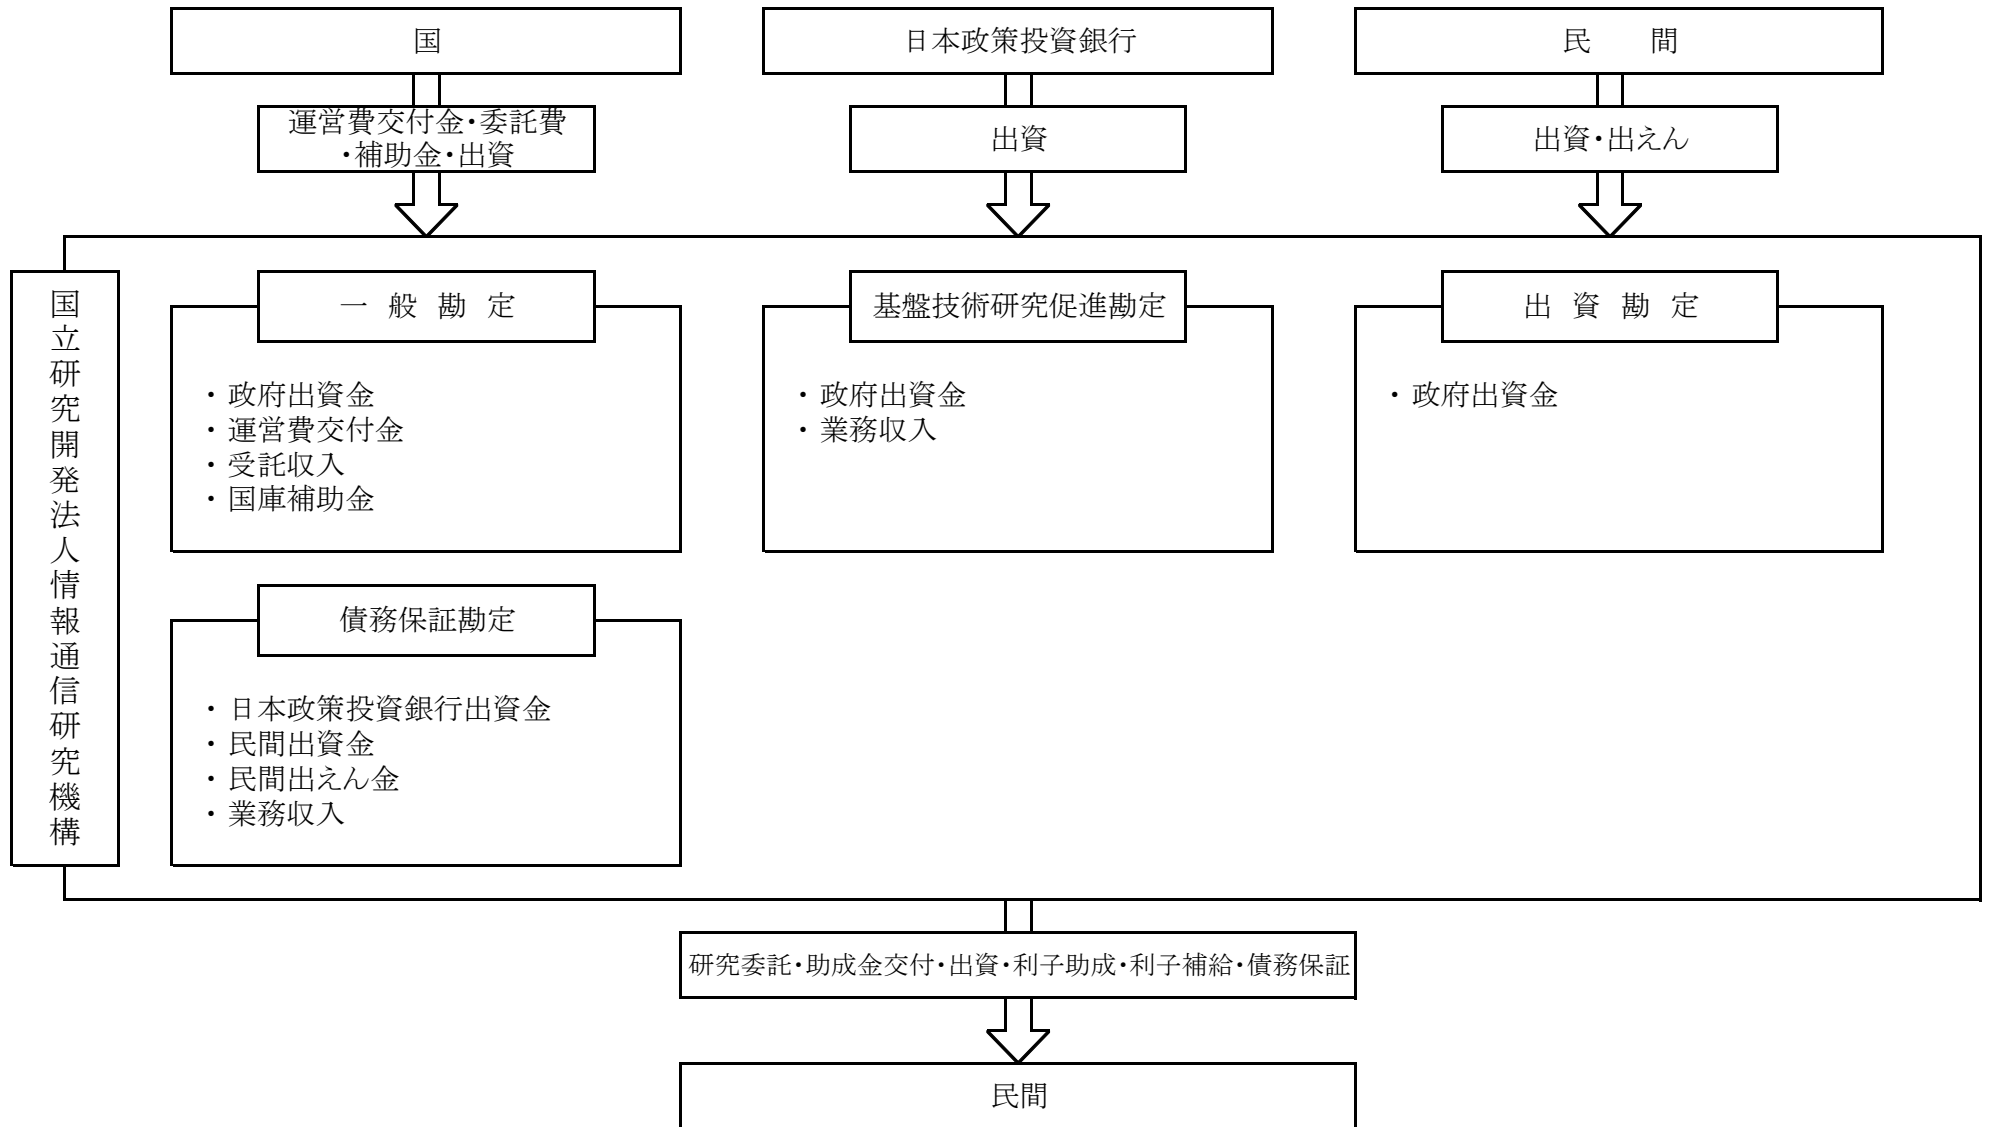 国
日本政策投資銀行
民　　間
運営費交付金・委託費
・補助金・出資
出資
出資・出えん
国立研究開発法人情報通信研究機構
一 般 勘 定
・ 政府出資金
・ 運営費交付金
・ 受託収入
・ 国庫補助金
基盤技術研究促進勘定
・ 政府出資金
・ 業務収入
出 資 勘 定
・ 政府出資金
債務保証勘定
・ 日本政策投資銀行出資金
・ 民間出資金
・ 民間出えん金
・ 業務収入
研究委託・助成金交付・出資・利子助成・利子補給・債務保証
民間